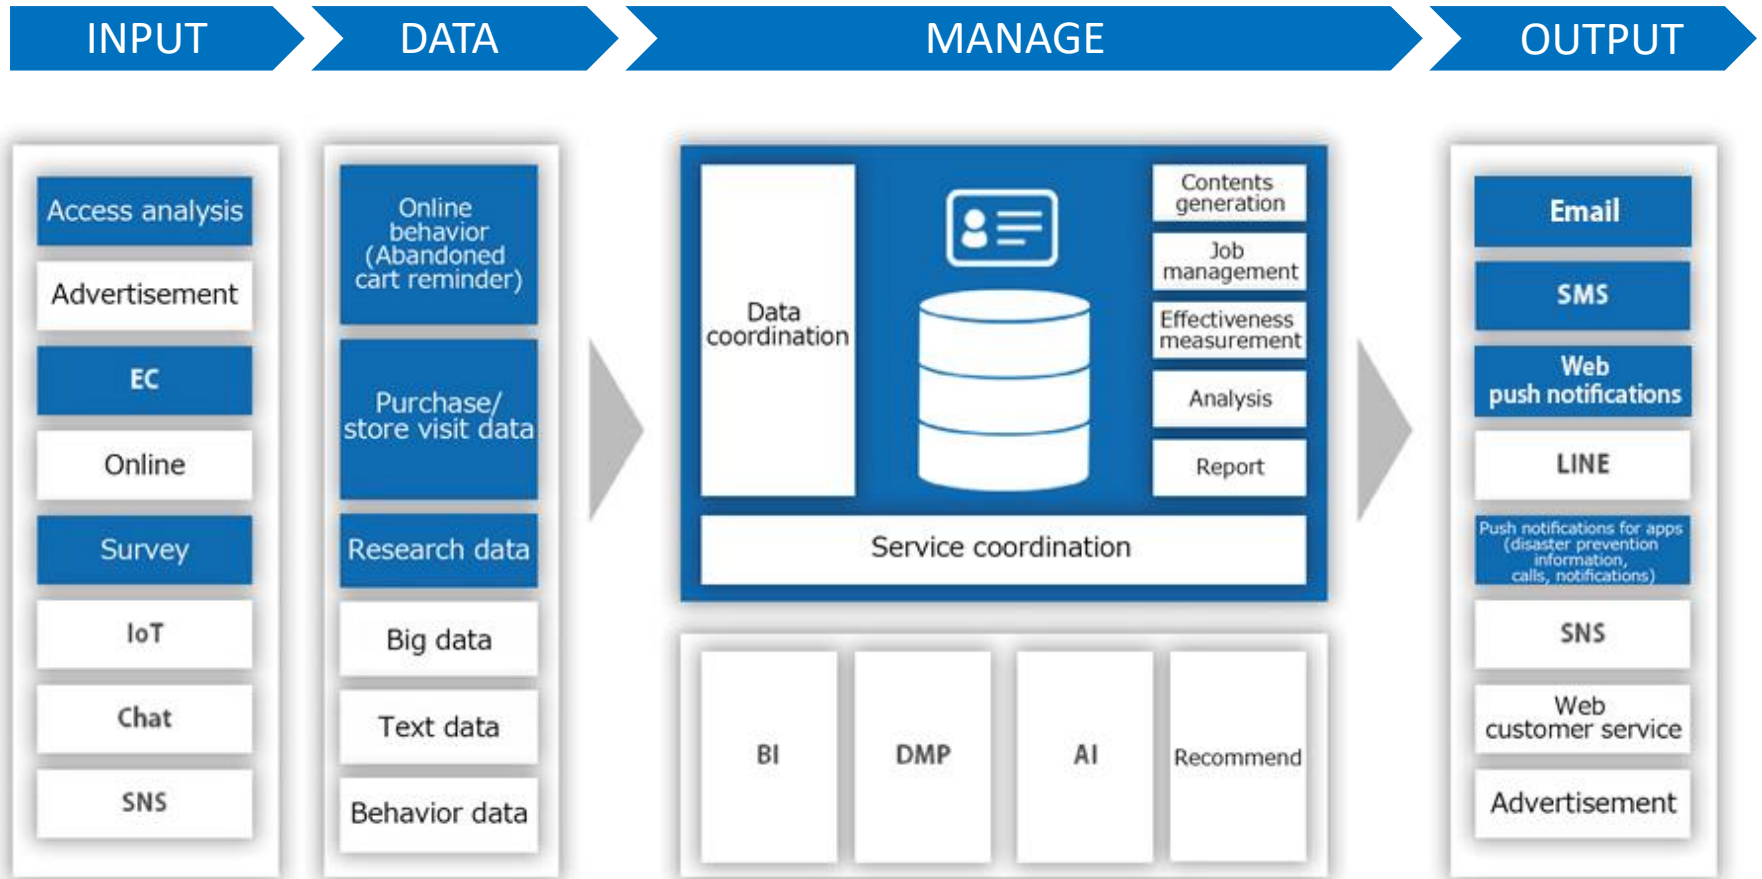 INPUT
DATA
MANAGE
OUTPUT
Access analysis
Advertisement
EC
Online
Survey
IoT
Chat
SNS
Online
behavior
(Abandoned
cart reminder)
Purchase/
store visit data
Research data
Big data
Text data
Behavior data
Data
coordination
Contents
generation
Job
management
Effectiveness
measurement
Analysis
Report
Service coordination
BI
DMP
AI
Recommend
Email
SMS
Web
push notifications
LINE
Push notifications for apps
(disaster prevention
information,
calls, notifications)
SNS
Web
customer service
Advertisement